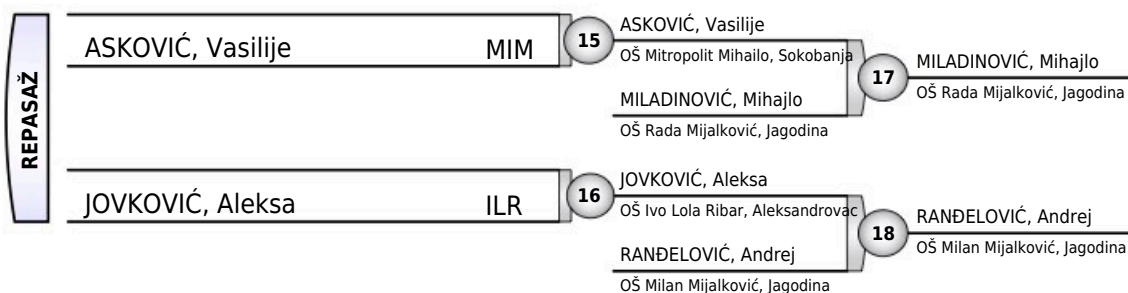 REPASAŽ
ASKOVIĆ, Vasilije MIM
15
ASKOVIĆ, Vasilije
OŠ Mitropolit Mihailo, Sokobanja
MILADINOVIĆ, Mihajlo
OŠ Rada Mijalković, Jagodina
17
MILADINOVIĆ, Mihajlo
OŠ Rada Mijalković, Jagodina
JOVKOVIĆ, Aleksa ILR
16
JOVKOVIĆ, Aleksa
OŠ Ivo Lola Ribar, Aleksandrovac
RANĐELOVIĆ, Andrej
OŠ Milan Mijalković, Jagodina
18
RANĐELOVIĆ, Andrej
OŠ Milan Mijalković, Jagodina